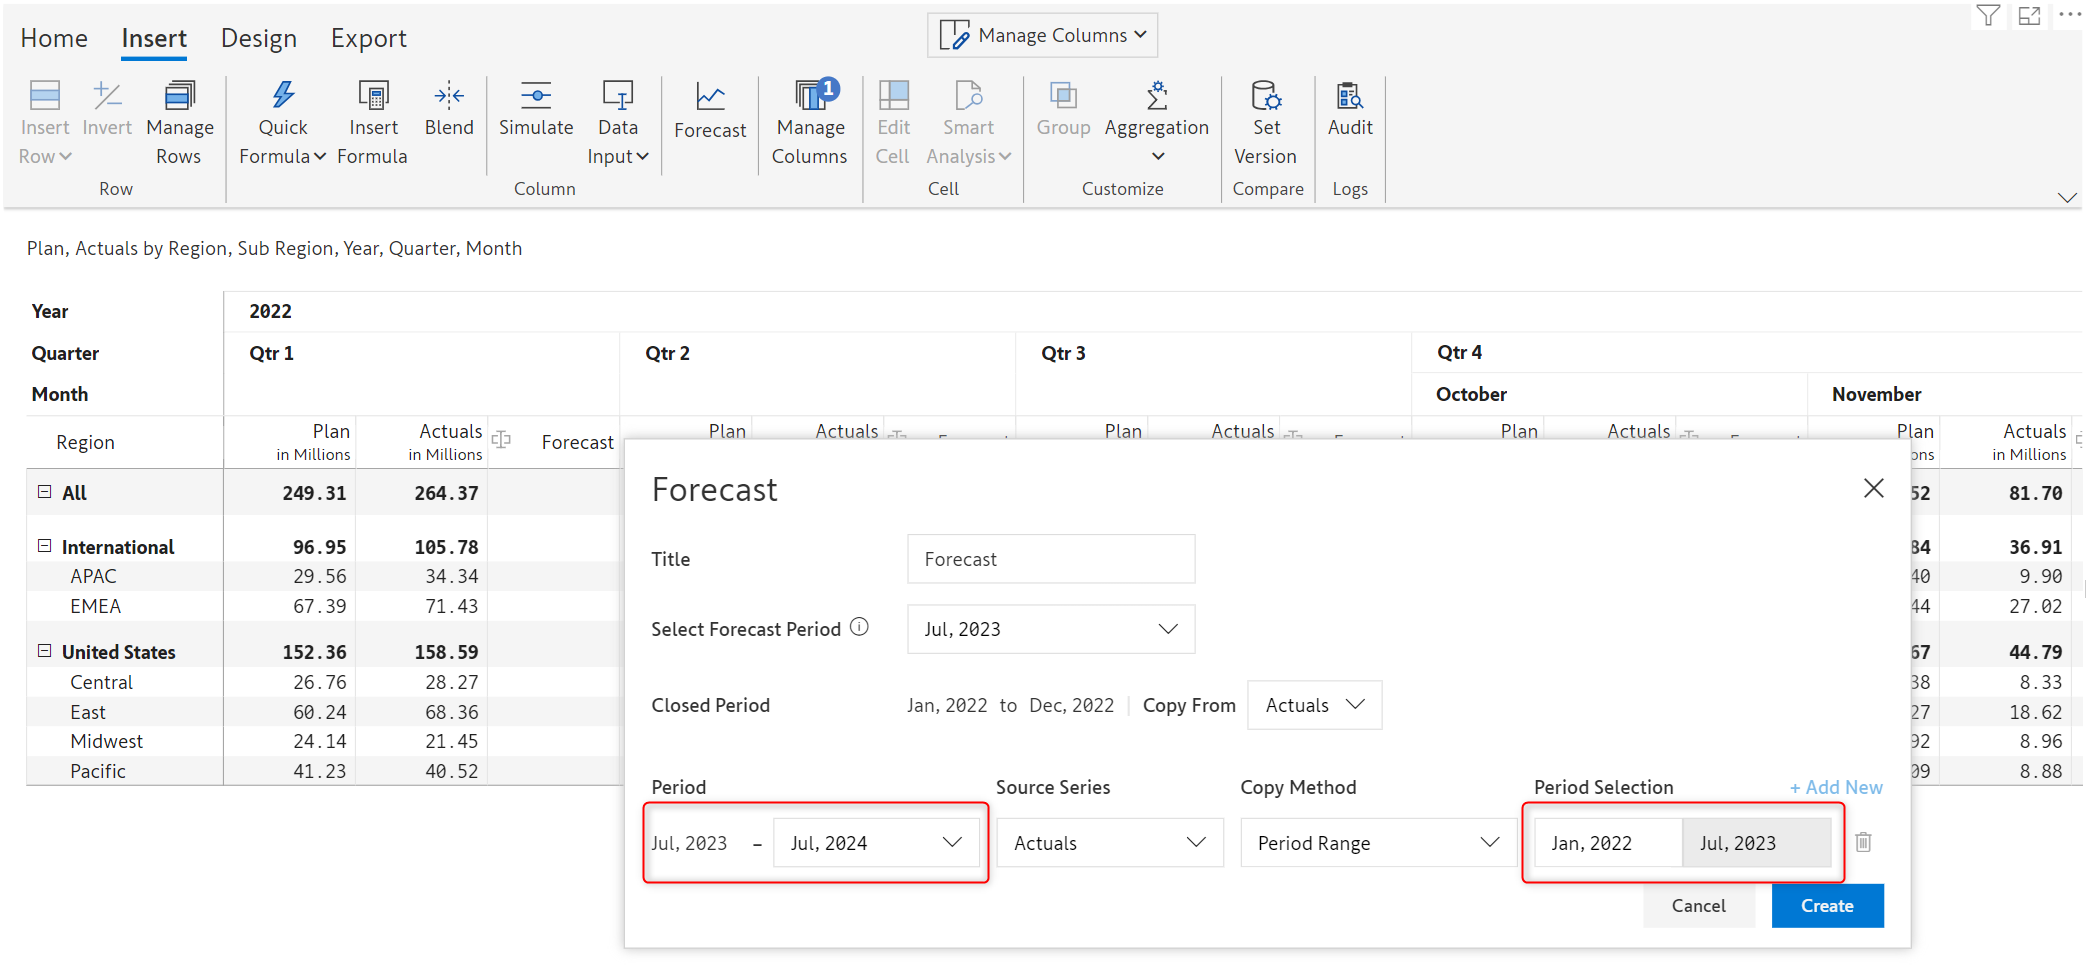 Home Insert Design Export Manage Columns
Insert Row Invert Manage Rows Quick Formula Insert Formula Blend Simulate Data Input Forecast 1 Manage Columns Edit Cell Smart Analysis Group Aggregation Set Version Audit
Row Column Cell Customize Compare Logs
Plan, Actuals by Region, Sub Region, Year, Quarter, Month
Year 2022
Quarter Qtr 1 Qtr 2 Qtr 3 Qtr 4
Month October November
Region Plan in Millions Actuals in Millions Forecast Plan Actuals Plan Actuals Plan Actuals Plan Actuals in Millions
All 249.31 264.37 52 81.70
International 96.95 105.78 84 36.91
APAC 29.56 34.34 40 9.90
EMEA 67.39 71.43 44 27.02
United States 152.36 158.59 67 44.79
Central 26.76 28.27 38 8.33
East 60.24 68.36 27 18.62
Midwest 24.14 21.45 92 8.96
Pacific 41.23 40.52 09 8.88
Forecast
Title Forecast
Select Forecast Period Jul, 2023
Closed Period Jan, 2022 to Dec, 2022 Copy From Actuals
Period Source Series Copy Method Period Selection + Add New
Jul, 2023 – Jul, 2024 Actuals Period Range Jan, 2022 Jul, 2023
Cancel Create